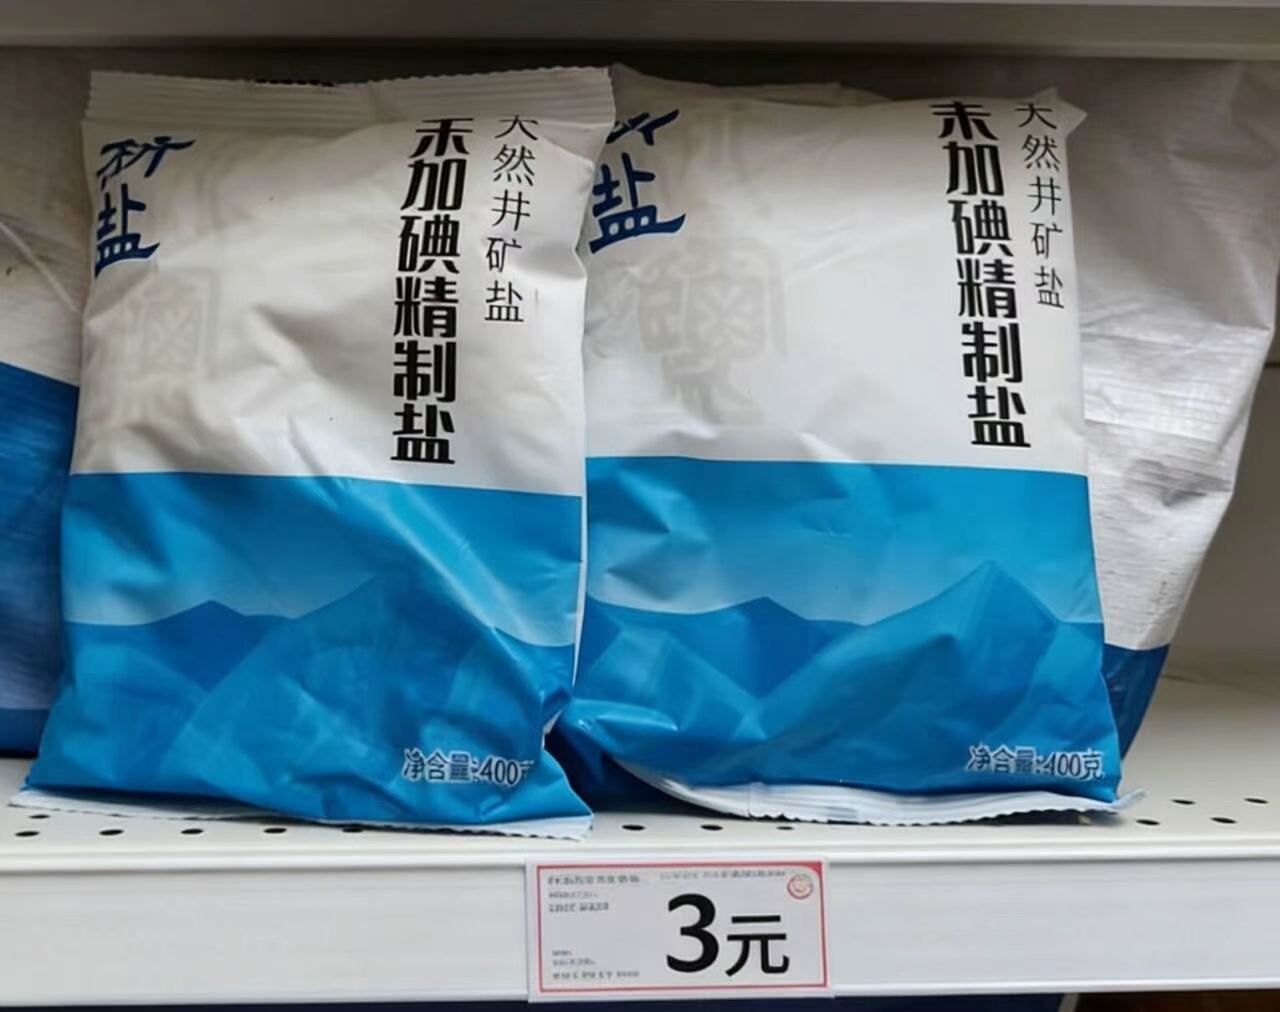 盐
天然井矿盐
未加碘精制盐
净含量:400
盐
天然井矿盐
未加碘精制盐
净含量:400克
3元